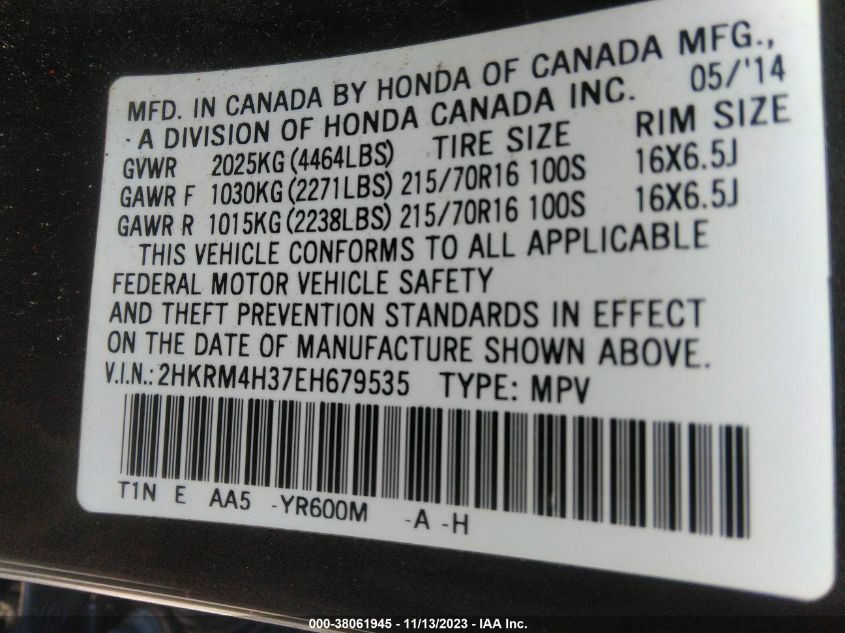 MFD. IN CANADA BY HONDA OF CANADA MFG.,
- A DIVISION OF HONDA CANADA INC. 05/'14
GVWR 2025KG (4464LBS) TIRE SIZE RIM SIZE
GAWR F 1030KG (2271LBS) 215/70R16 100S 16X6.5J
GAWR R 1015KG (2238LBS) 215/70R16 100S 16X6.5J
THIS VEHICLE CONFORMS TO ALL APPLICABLE
FEDERAL MOTOR VEHICLE SAFETY
AND THEFT PREVENTION STANDARDS IN EFFECT
ON THE DATE OF MANUFACTURE SHOWN ABOVE.
V.I.N.: 2HKRM4H37EH679535 TYPE: MPV
T1N E AA5 -YR600M -A -H
000-38061945 - 11/13/2023 - IAA Inc.